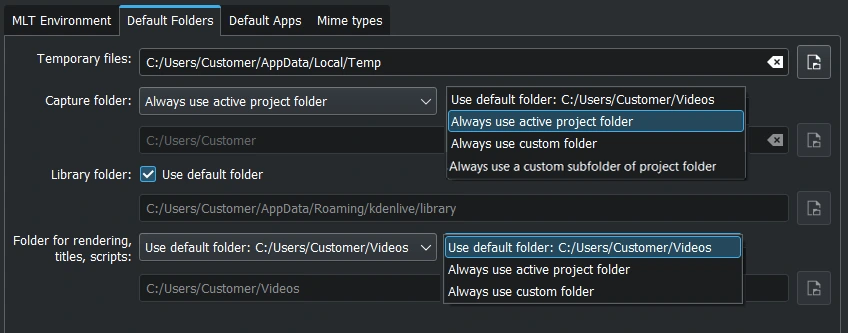 MLT Environment
Default Folders
Default Apps
Mime types
Temporary files:
C:/Users/Customer/AppData/Local/Temp
Capture folder:
Always use active project folder
Use default folder: C:/Users/Customer/Videos
Always use active project folder
Always use custom folder
Always use a custom subfolder of project folder
C:/Users/Customer
Library folder:
Use default folder
C:/Users/Customer/AppData/Roaming/kdenlive/library
Folder for rendering,
titles, scripts:
Use default folder: C:/Users/Customer/Videos
Use default folder: C:/Users/Customer/Videos
Always use active project folder
Always use custom folder
C:/Users/Customer/Videos